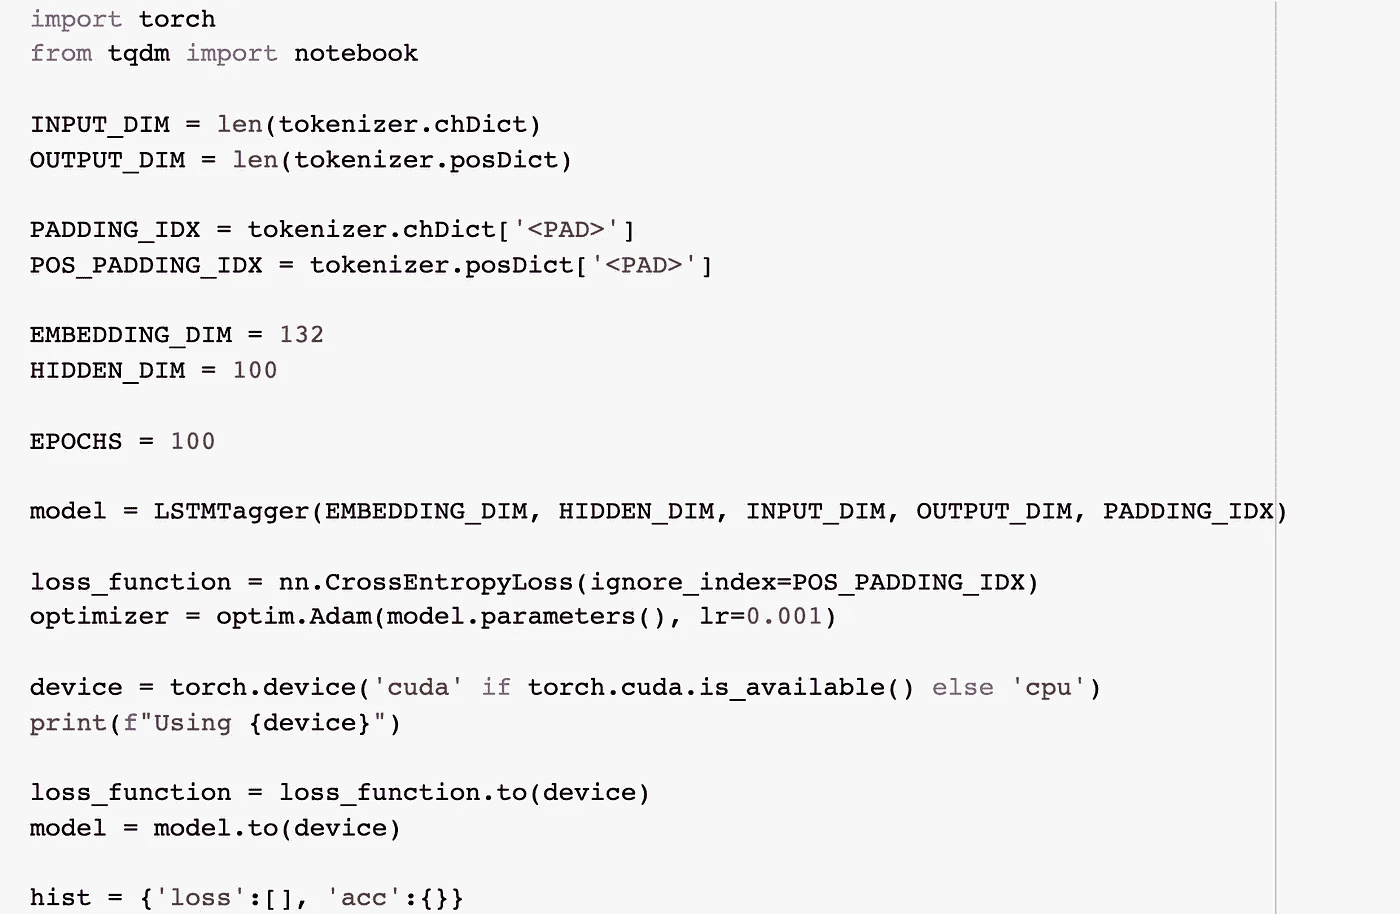 import torch
from tqdm import notebook
INPUT_DIM = len(tokenizer.chDict)
OUTPUT_DIM = len(tokenizer.posDict)
PADDING_IDX = tokenizer.chDict['<PAD>']
POS_PADDING_IDX = tokenizer.posDict['<PAD>']
EMBEDDING_DIM = 132
HIDDEN_DIM = 100
EPOCHS = 100
model = LSTMTagger(EMBEDDING_DIM, HIDDEN_DIM, INPUT_DIM, OUTPUT_DIM, PADDING_IDX)
loss_function = nn.CrossEntropyLoss(ignore_index=POS_PADDING_IDX)
optimizer = optim.Adam(model.parameters(), lr=0.001)
device = torch.device('cuda' if torch.cuda.is_available() else 'cpu')
print(f"Using {device}")
loss_function = loss_function.to(device)
model = model.to(device)
hist = {'loss':[], 'acc':{}}